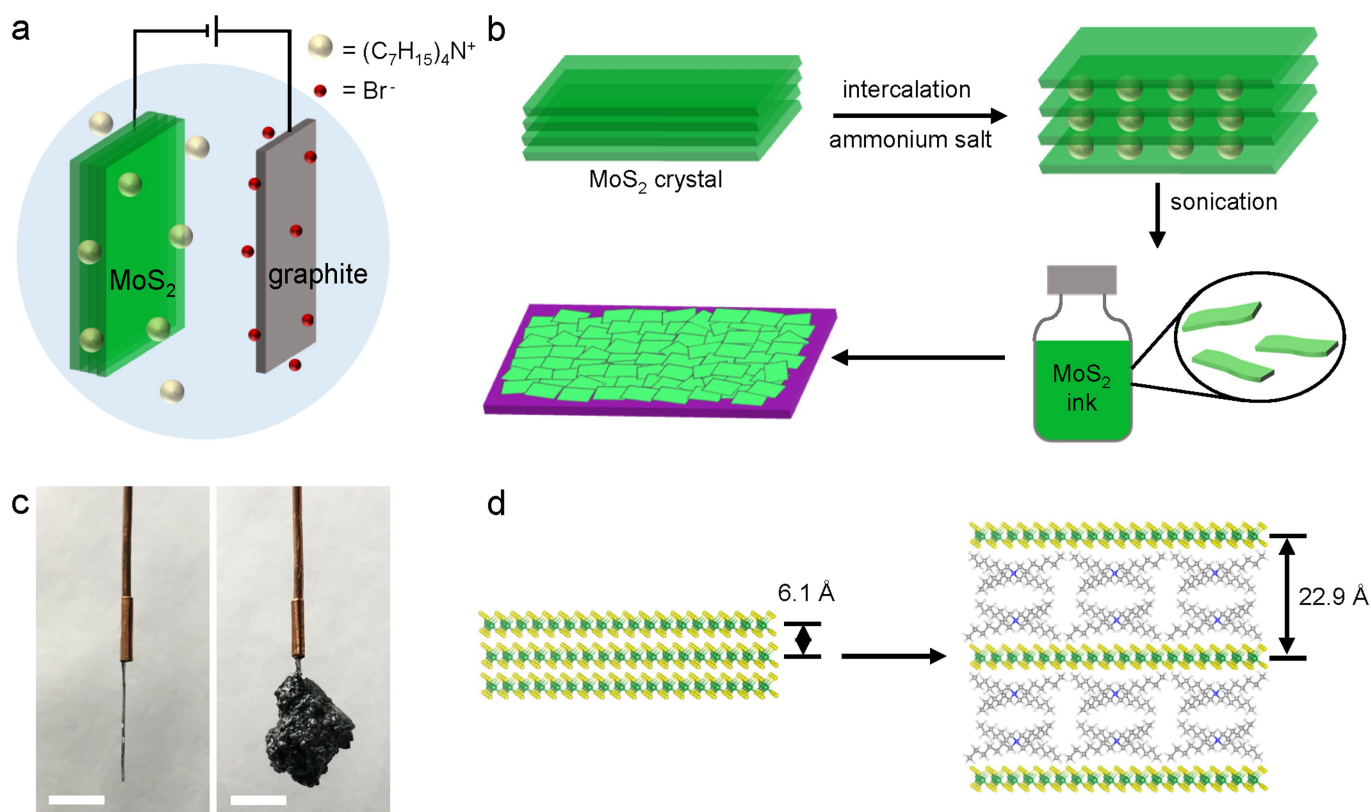 a
= (C₇H₁₅)₄N⁺
= Br⁻
MoS₂
graphite
b
MoS₂ crystal
intercalation
ammonium salt
sonication
MoS₂
ink
c
d
6.1 Å
22.9 Å